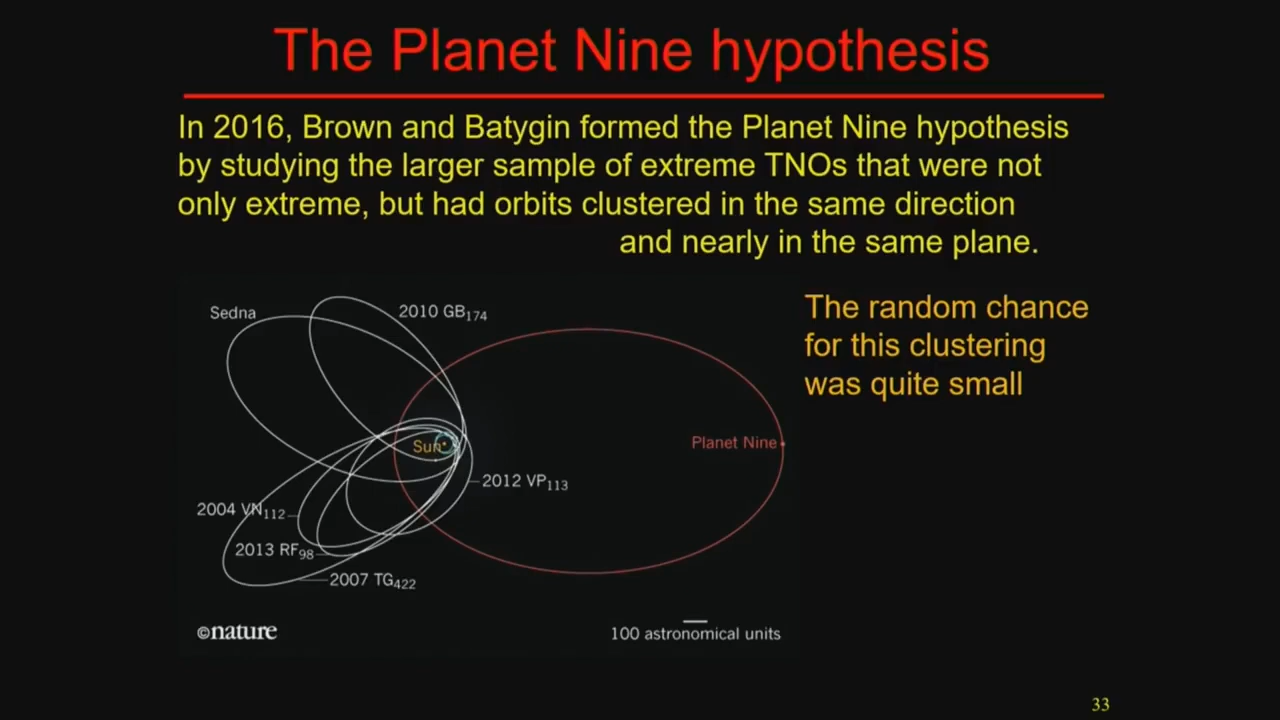 The Planet Nine hypothesis
In 2016, Brown and Batygin formed the Planet Nine hypothesis
by studying the larger sample of extreme TNOs that were not
only extreme, but had orbits clustered in the same direction
and nearly in the same plane.
The random chance
for this clustering
was quite small
Sedna
2010 GB174
Sun
Planet Nine
2012 VP113
2004 VN112
2013 RF98
2007 TG422
©nature
100 astronomical units
33